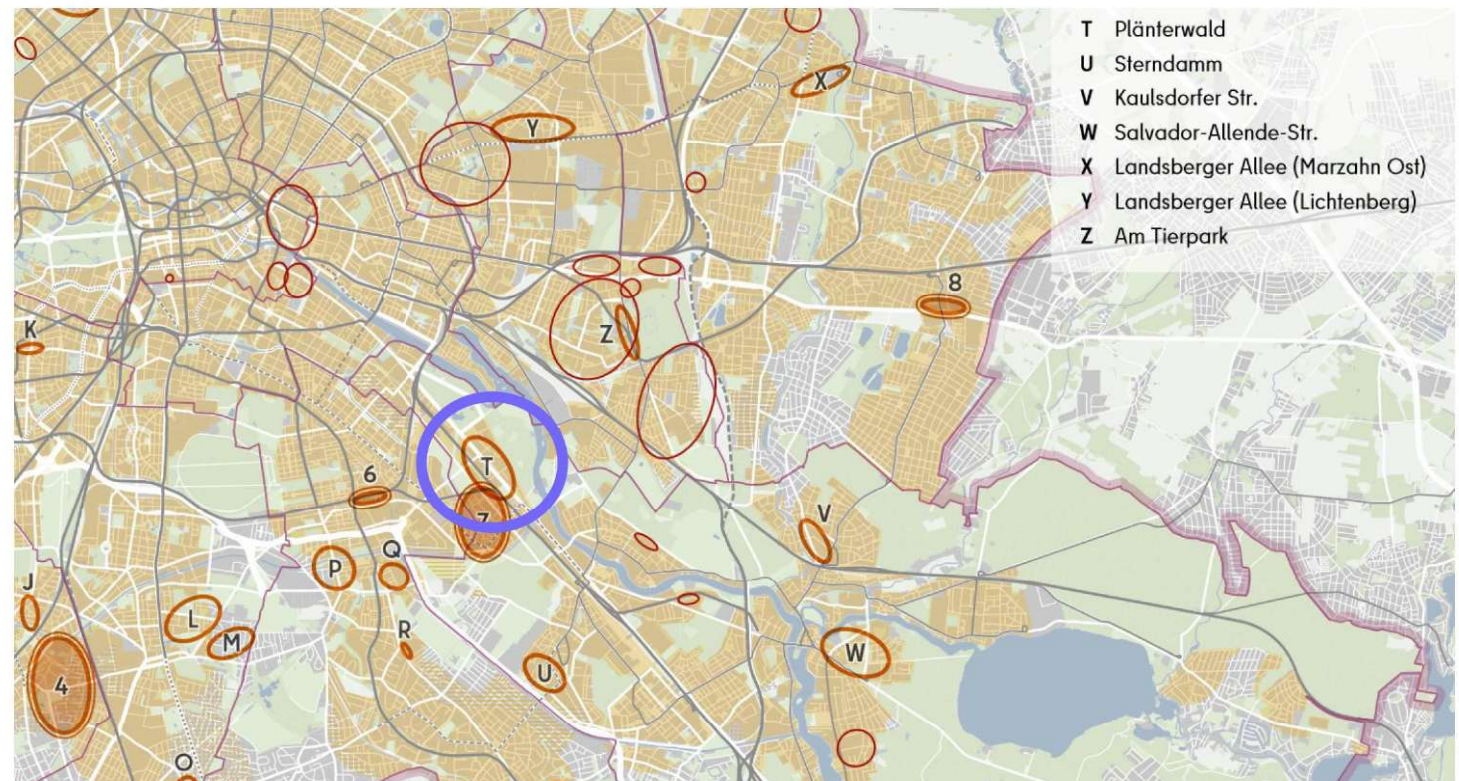 T Plänterwald
U Sterndamm
V Kaulsdorfer Str.
W Salvador-Allende-Str.
X Landsberger Allee (Marzahn Ost)
Y Landsberger Allee (Lichtenberg)
Z Am Tierpark
X
Y
8
Z
K
T
6
7
V
Q
P
J
L
M
R
U
W
4
O